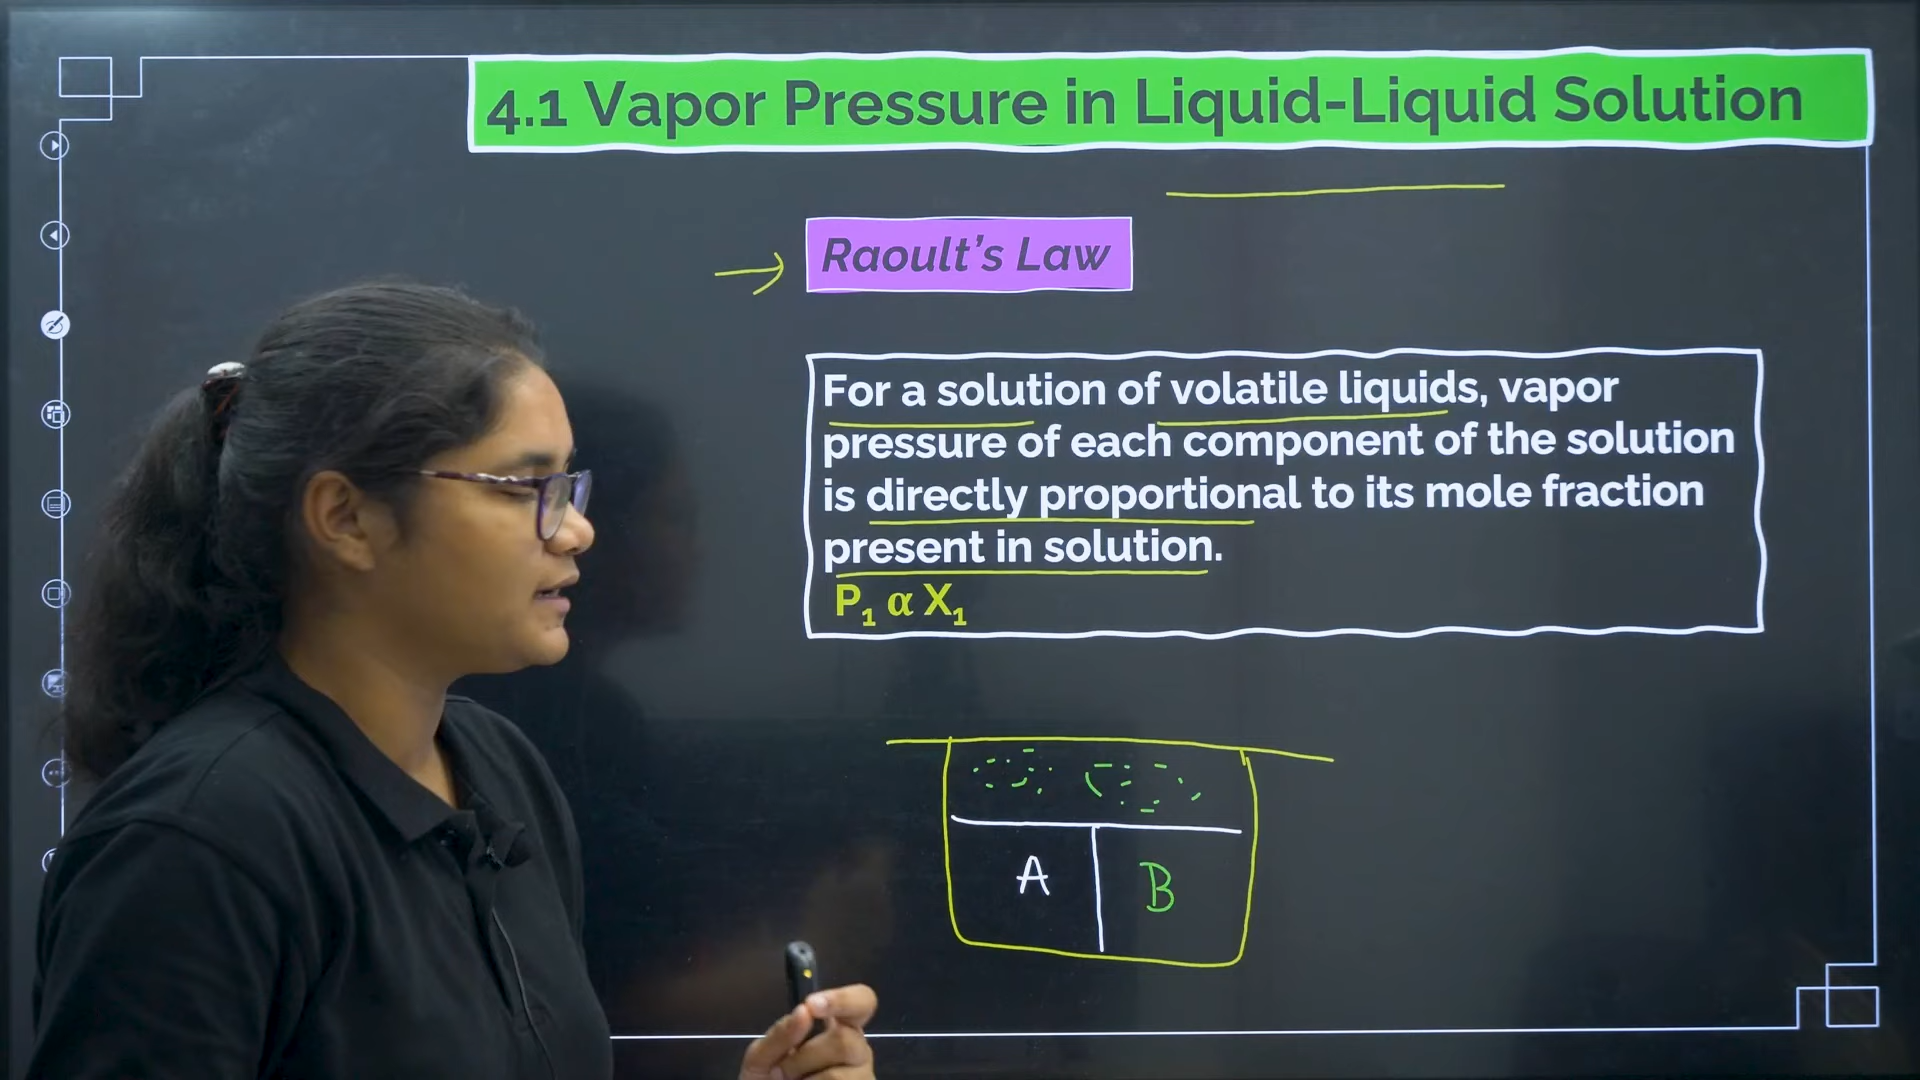 4.1 Vapor Pressure in Liquid-Liquid Solution
Raoult's Law
For a solution of volatile liquids, vapor
pressure of each component of the solution
is directly proportional to its mole fraction
present in solution.
P₁ α X₁
A B